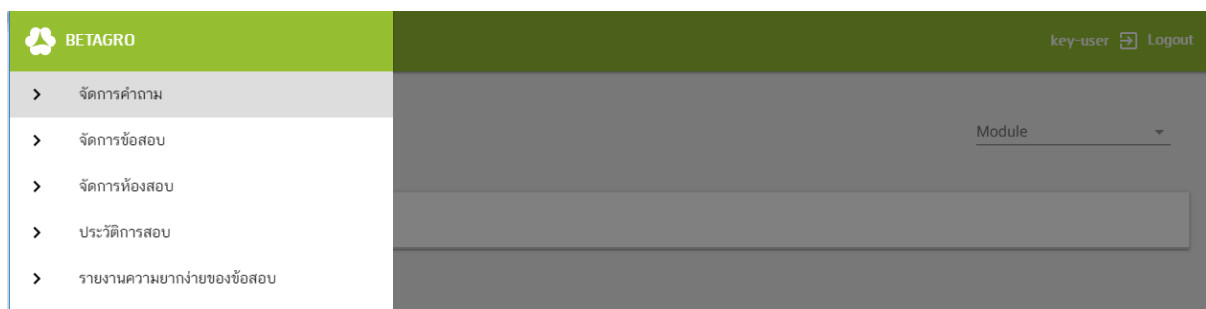 BETAGRO
key-user Logout
จัดการคำถาม
จัดการข้อสอบ
Module
จัดการห้องสอบ
ประวัติการสอบ
รายงานความยากง่ายของข้อสอบ